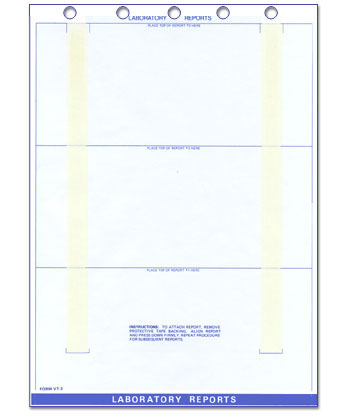 LABORATORY REPORTS
PLACE TOP OF REPORT TO HERE
PLACE TOP OF REPORT TO HERE
PLACE TOP OF REPORT TO HERE
INSTRUCTIONS: TO ATTACH REPORT, REMOVE
PROTECTIVE TAPE BACKING. ALIGN REPORT
AND PRESS DOWN FIRMLY. REPEAT PROCEDURE
FOR SUBSEQUENT REPORTS.
FORM VT 3
LABORATORY REPORTS